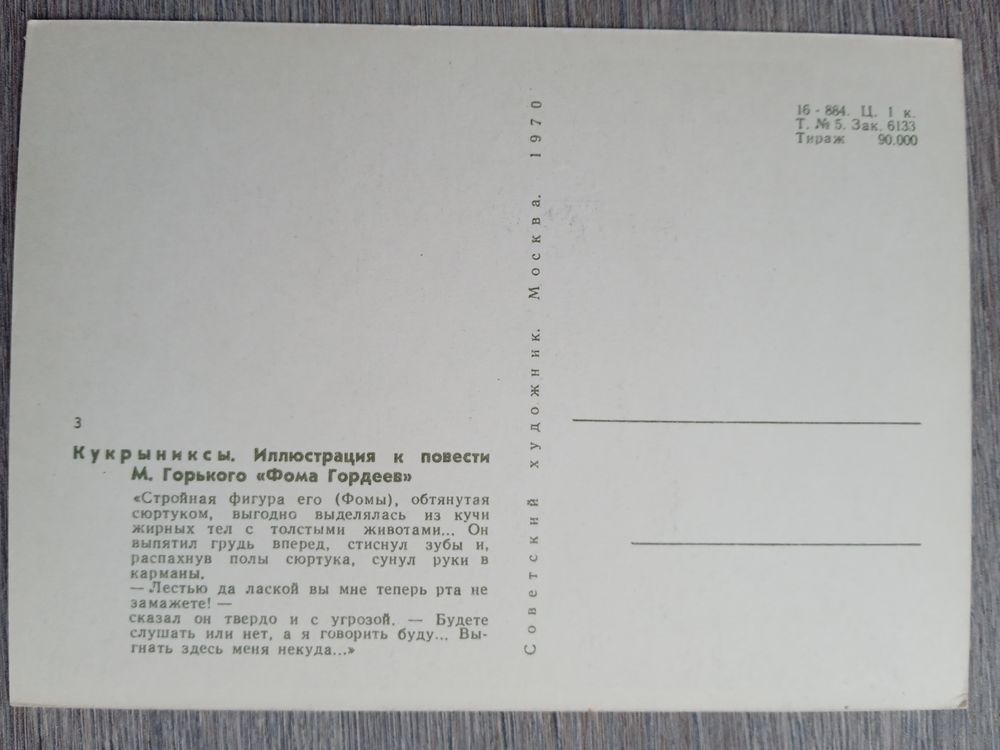 3
Кукрыниксы. Иллюстрация к повести
М. Горького «Фома Гордеев»
«Стройная фигура его (Фомы), обтянутая
сюртуком, выгодно выделялась из кучи
жирных тел с толстыми животами... Он
выпятил грудь вперед, стиснул зубы и,
распахнув полы сюртука, сунул руки в
карманы.
— Лестью да лаской вы мне теперь рта не
замажете! —
сказал он твердо и с угрозой. — Будете
слушать или нет, а я говорить буду... Вы-
гнать здесь меня некуда...»
Советский художник. Москва. 1970
16 - 884. Ц. 1 к.
Т. № 5. Зак. 6133
Тираж 90.000